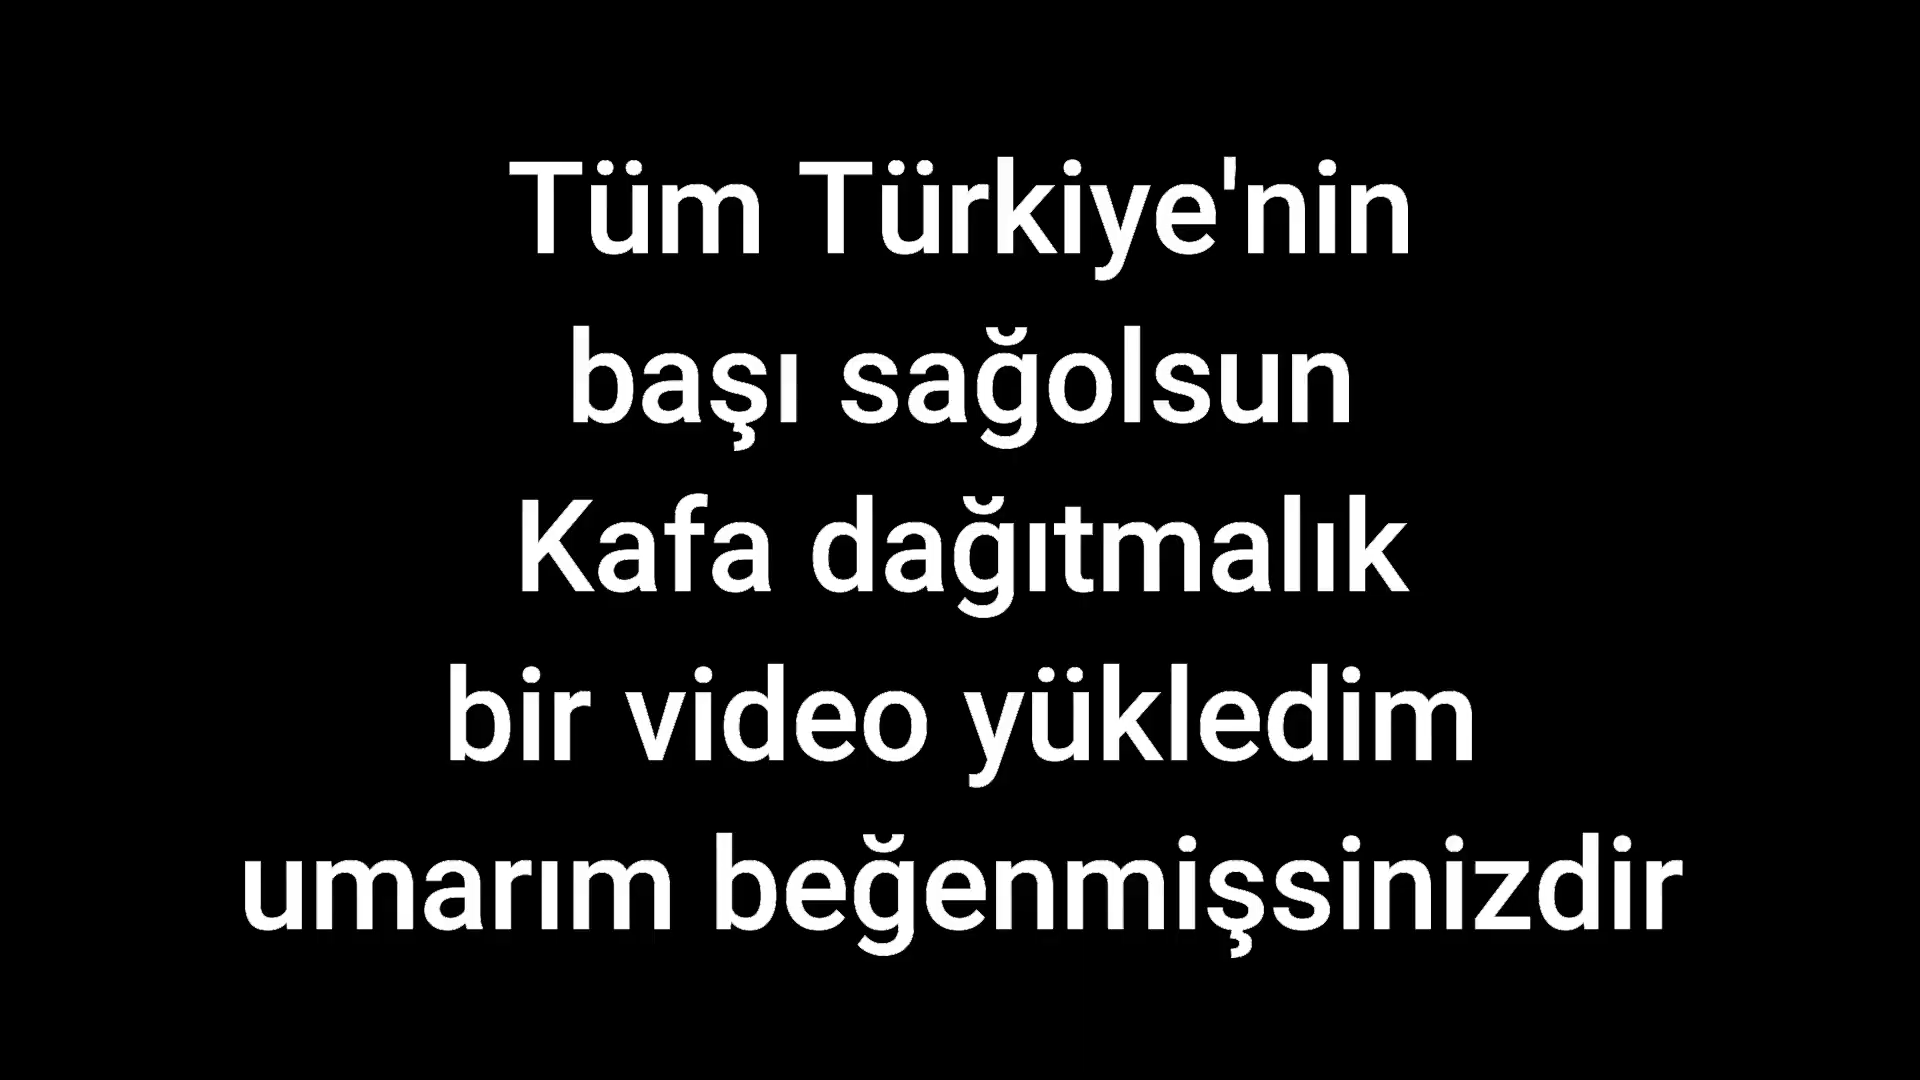 Tüm Türkiye'nin
başı sağolsun
Kafa dağıtmalık
bir video yükledim
umarım beğenmişsinizdir